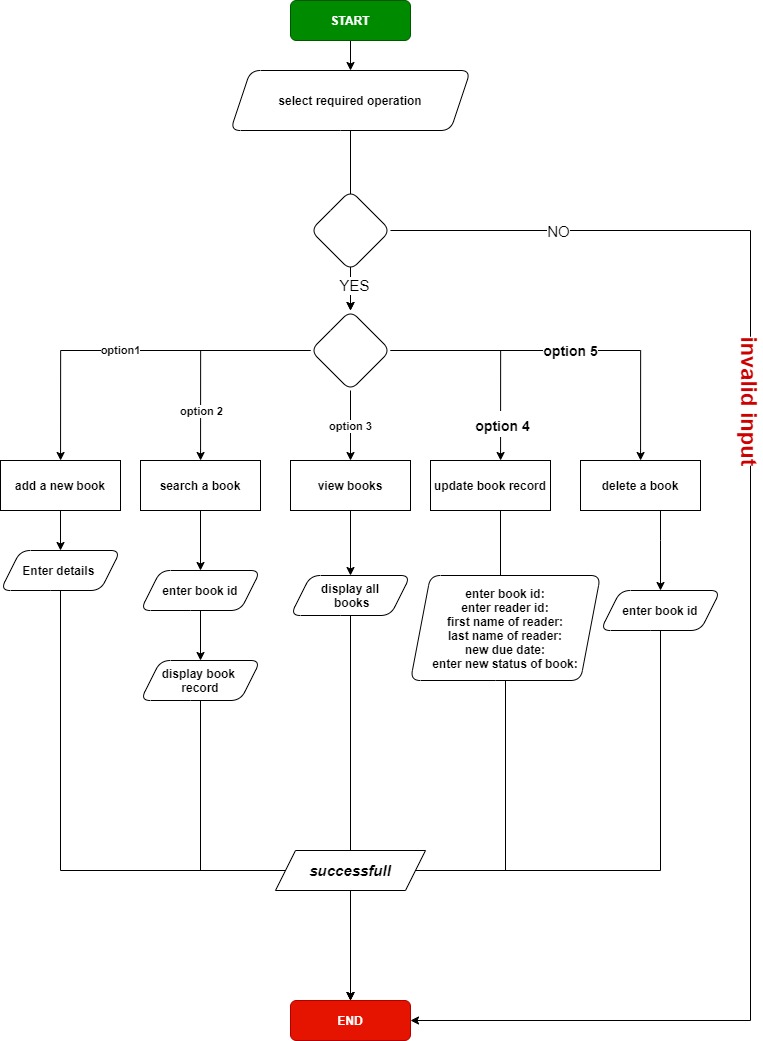 START
select required operation
NO
YES
option1
option 5
option 2
option 3
option 4
invalid input
add a new book
search a book
view books
update book record
delete a book
Enter details
enter book id
display all
books
enter book id:
enter reader id:
first name of reader:
last name of reader:
new due date:
enter new status of book:
enter book id
display book
record
successfull
END